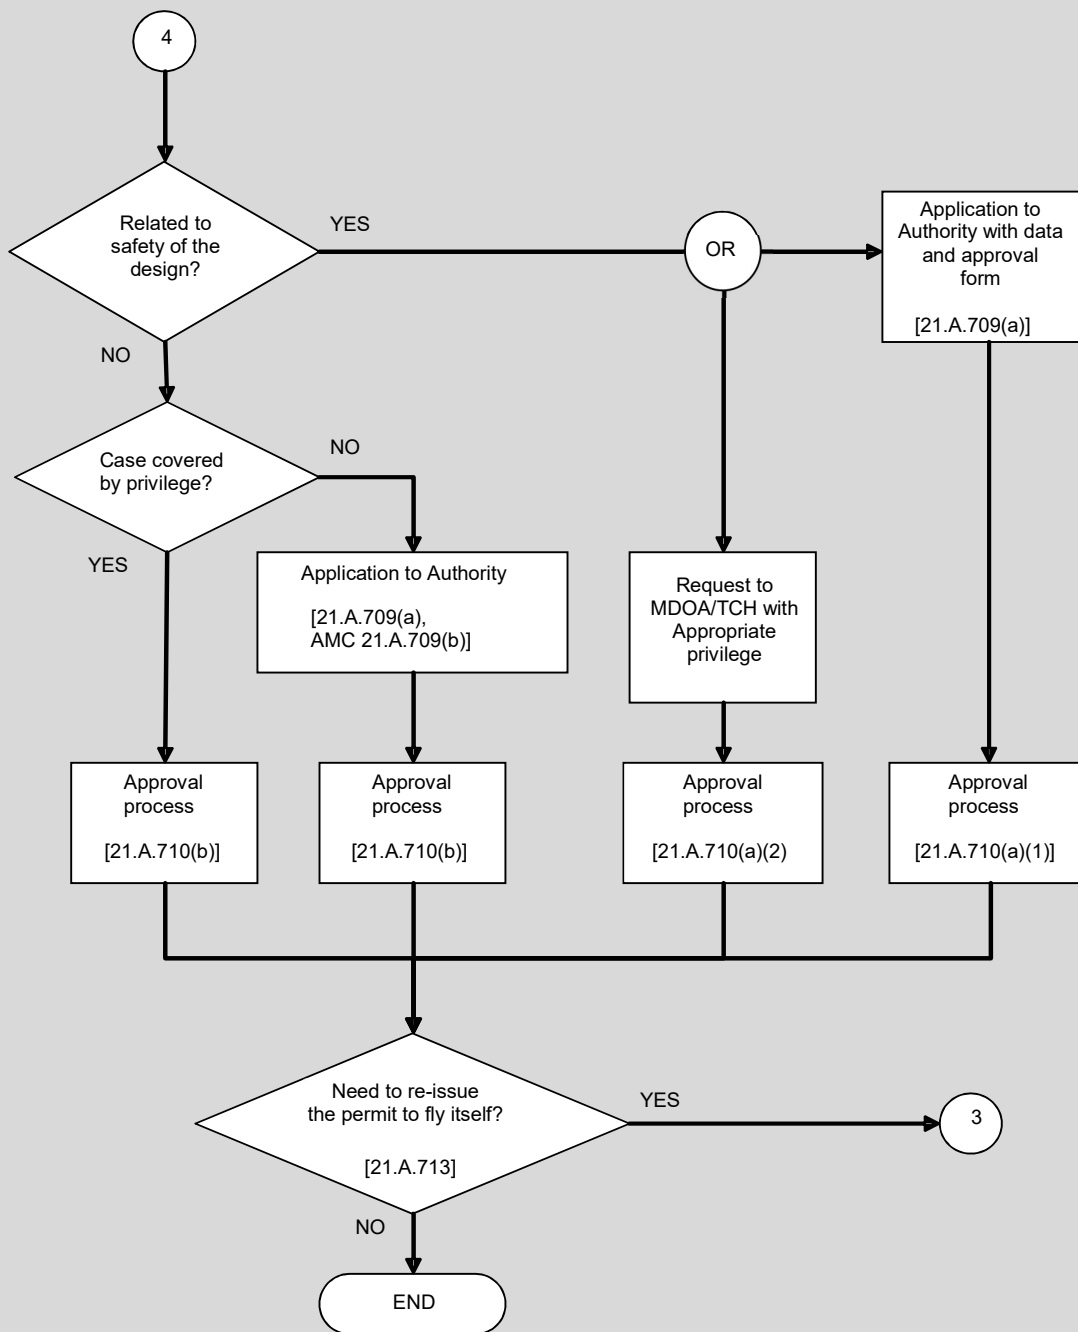 4
Related to
safety of the
design?
YES
OR
Application to
Authority with data
and approval
form
[21.A.709(a)]
NO
Case covered
by privilege?
NO
YES
Application to Authority
[21.A.709(a),
AMC 21.A.709(b)]
Request to
MDOA/TCH with
Appropriate
privilege
Approval
process
[21.A.710(b)]
Approval
process
[21.A.710(b)]
Approval
process
[21.A.710(a)(2)
Approval
process
[21.A.710(a)(1)]
Need to re-issue
the permit to fly itself?
[21.A.713]
YES
3
NO
END